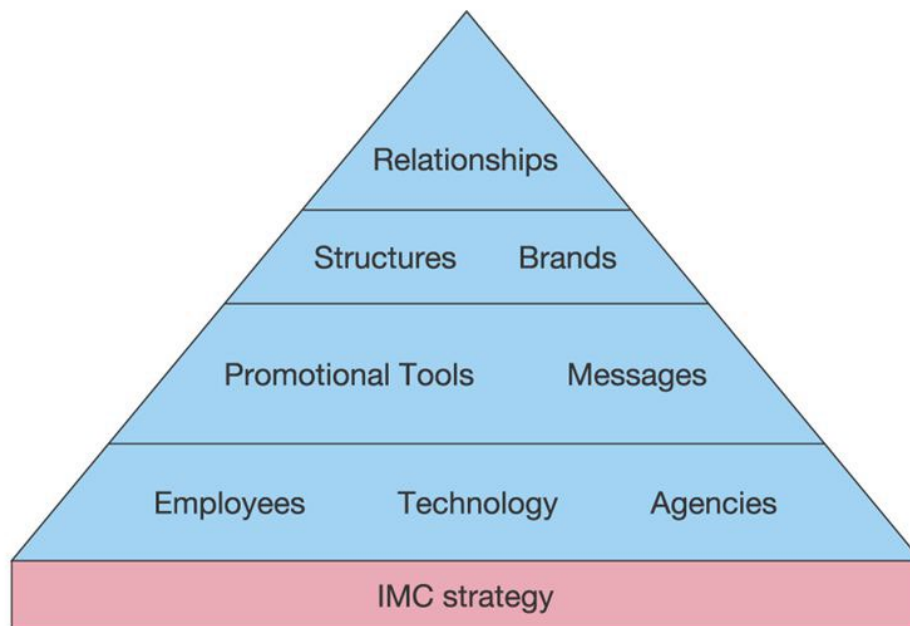 Relationships
Structures Brands
Promotional Tools Messages
Employees Technology Agencies
IMC strategy